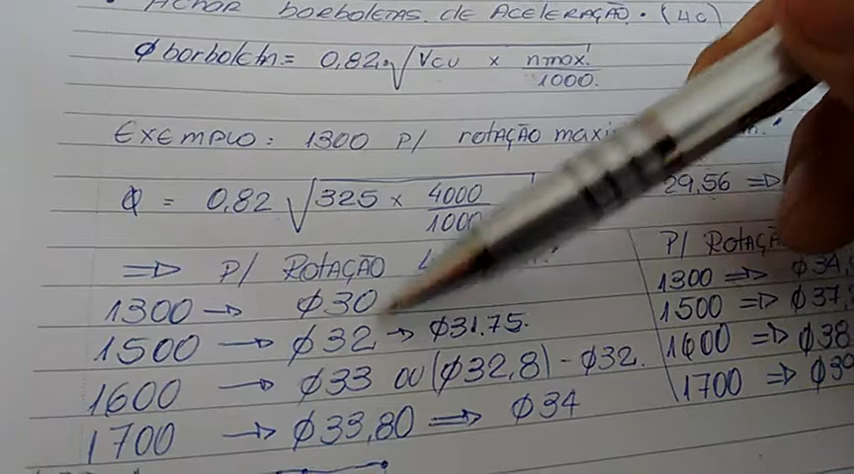 ACHAR borboletas de ACELERAÇÃO. (4c)
Ø borboleta = 0,82.√Vcu x nmax. / 1000.
EXEMPLO: 1300 P/ rotação
Ø = 0,82 √325 x 4000 / 1000 29,56 =>
=> P/ ROTAÇÃO
1300 -> Ø30
1500 -> Ø32 -> Ø31,75.
1600 -> Ø33 ou (Ø32,8) - Ø32.
1700 -> Ø33,80 => Ø34
P/ ROTAÇÃ
1300 => Ø34,
1500 => Ø37,
1600 => Ø38
1700 => Ø39